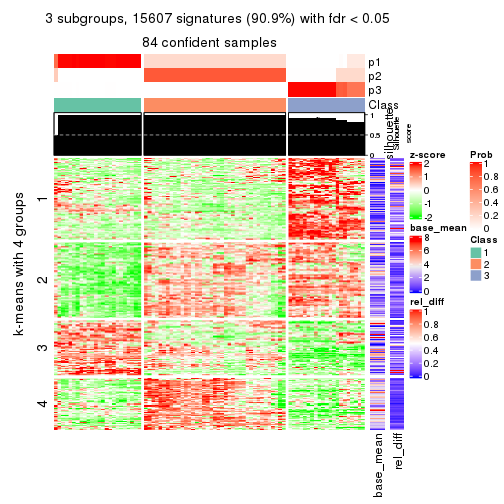 3 subgroups, 15607 signatures (90.9%) with fdr < 0.05
84 confident samples
p1
p2
p3
Class
1
0.5
0
silhouette
Silhouette
score
k-means with 4 groups
1
2
3
4
base_mean
rel_diff
z-score
2
1
0
-1
-2
base_mean
8
6
4
2
0
rel_diff
1
0.8
0.6
0.4
0.2
0
Prob
1
0.8
0.6
0.4
0.2
0
Class
1
2
3